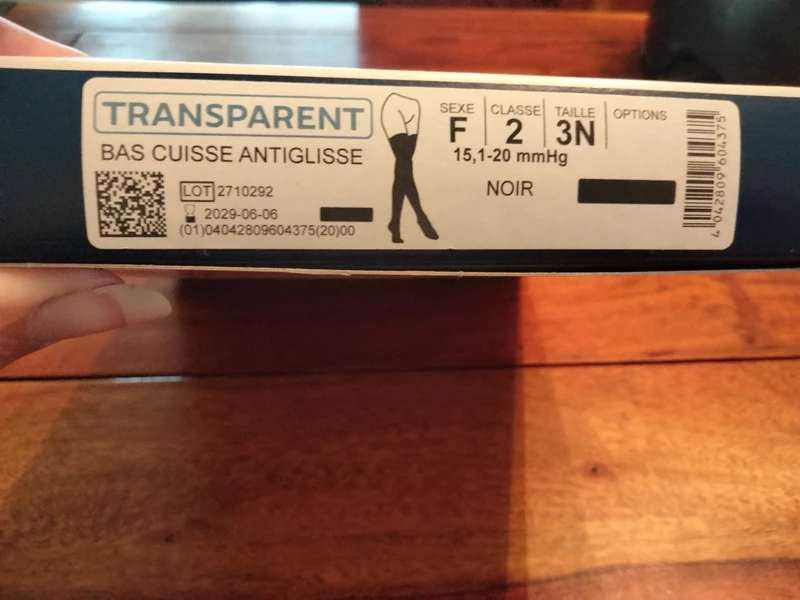 TRANSPARENT
BAS CUISSE ANTIGLISSE
LOT 2710292
2029-06-06
(01)04042809604375(20)00
SEXE
F
CLASSE
2
TAILLE
3N
OPTIONS
15,1-20 mmHg
NOIR
4 042809 604375